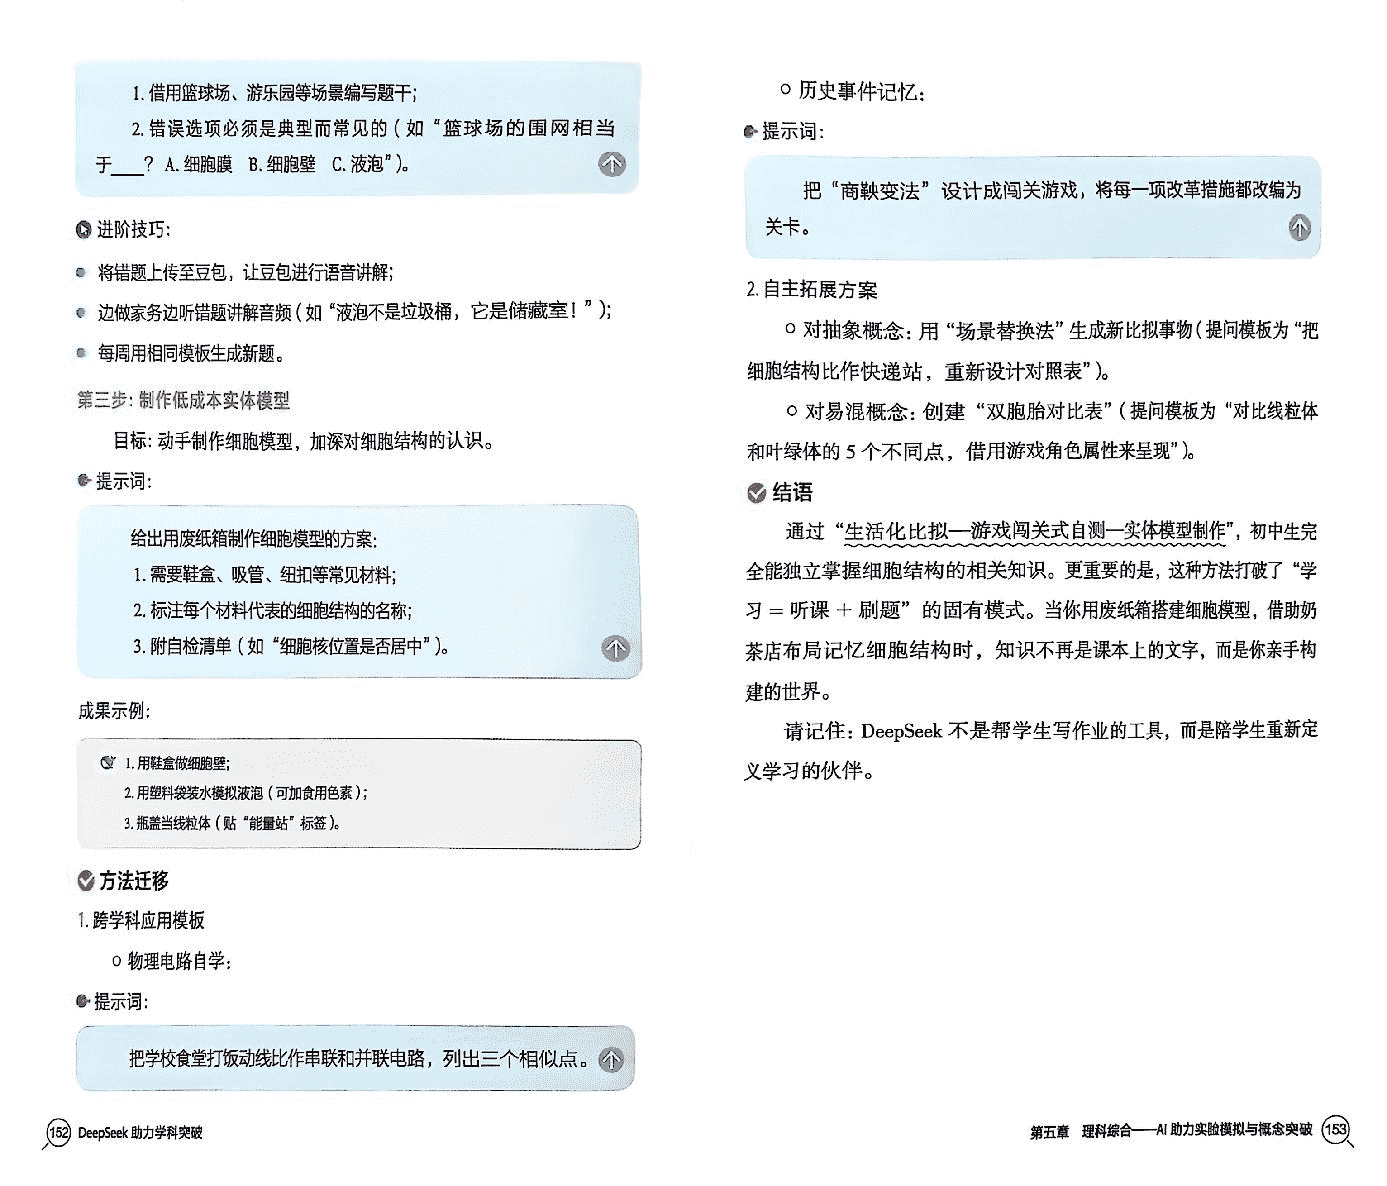 1. 借用篮球场、游乐园等场景编写题干；
2. 错误选项必须是典型而常见的（如“篮球场的围网相当
于____？ A. 细胞膜 B. 细胞壁 C. 液泡”）。
进阶技巧：
将错题上传至豆包，让豆包进行语音讲解；
边做家务边听错题讲解音频（如“液泡不是垃圾桶，它是储藏室！”）；
每周用相同模板生成新题。
第三步：制作低成本实体模型
目标：动手制作细胞模型，加深对细胞结构的认识。
提示词：
给出用废纸箱制作细胞模型的方案：
1. 需要鞋盒、吸管、纽扣等常见材料；
2. 标注每个材料代表的细胞结构的名称；
3. 附自检清单（如“细胞核位置是否居中”）。
成果示例：
1. 用鞋盒做细胞壁；
2. 用塑料袋装水模拟液泡（可加食用色素）；
3. 瓶盖当线粒体（贴“能量站”标签）。
方法迁移
1. 跨学科应用模板
物理电路自学：
提示词：
把学校食堂打饭动线比作串联和并联电路，列出三个相似点。
152 DeepSeek 助力学科突破
历史事件记忆：
提示词：
把“商鞅变法”设计成闯关游戏，将每一项改革措施都改编为
关卡。
2. 自主拓展方案
对抽象概念：用“场景替换法”生成新比拟事物（提问模板为“把
细胞结构比作快递站，重新设计对照表”）。
对易混概念：创建“双胞胎对比表”（提问模板为“对比线粒体
和叶绿体的 5 个不同点，借用游戏角色属性来呈现”）。
结语
通过“生活化比拟—游戏闯关式自测—实体模型制作”，初中生完
全能独立掌握细胞结构的相关知识。更重要的是，这种方法打破了“学
习 = 听课 + 刷题”的固有模式。当你用废纸箱搭建细胞模型，借助奶
茶店布局记忆细胞结构时，知识不再是课本上的文字，而是你亲手构
建的世界。
请记住：DeepSeek 不是帮学生写作业的工具，而是陪学生重新定
义学习的伙伴。
第五章 理科综合——AI 助力实验模拟与概念突破 153